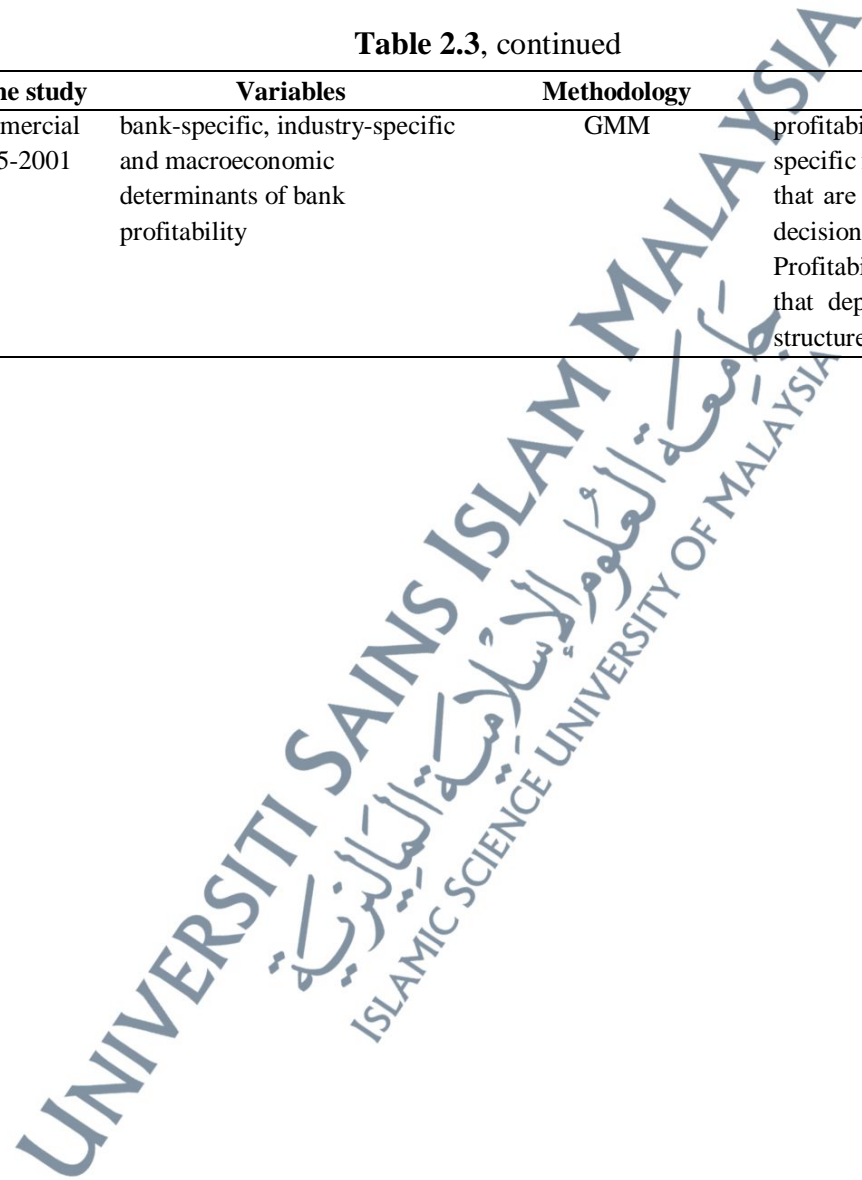 Table 2.3, continued
ne study Variables Methodology
mercial bank-specific, industry-specific GMM profitabi
5-2001 and macroeconomic specific
determinants of bank that are
profitability decision
Profitabi
that dep
structure
UNIVERSITI SAINS ISLAM MALAYSIA
جامعة العلوم الإسلامية الماليزية
ISLAMIC SCIENCE UNIVERSITY OF MALAYSIA